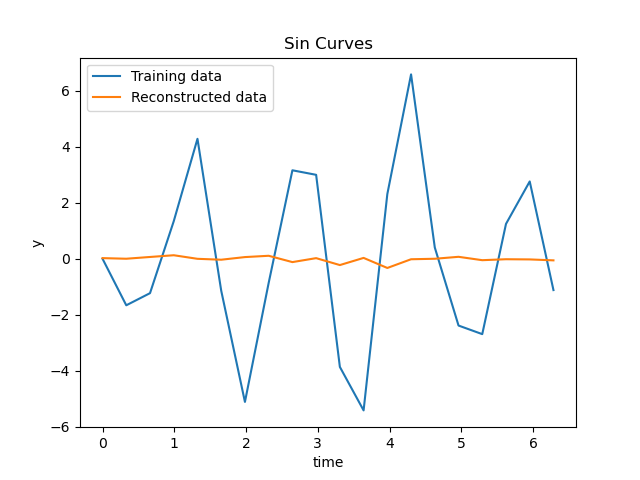 Sin Curves
Training data
Reconstructed data
6
4
2
0
−2
−4
−6
y
0 1 2 3 4 5 6
time